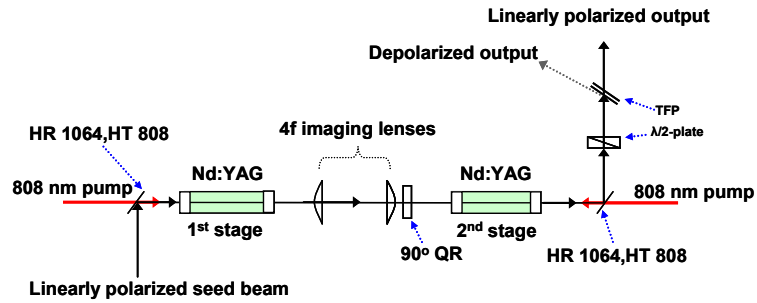 Linearly polarized output
Depolarized output
TFP
λ/2-plate
HR 1064,HT 808
4f imaging lenses
Nd:YAG
Nd:YAG
808 nm pump
808 nm pump
1st stage
2nd stage
90º QR
HR 1064,HT 808
Linearly polarized seed beam